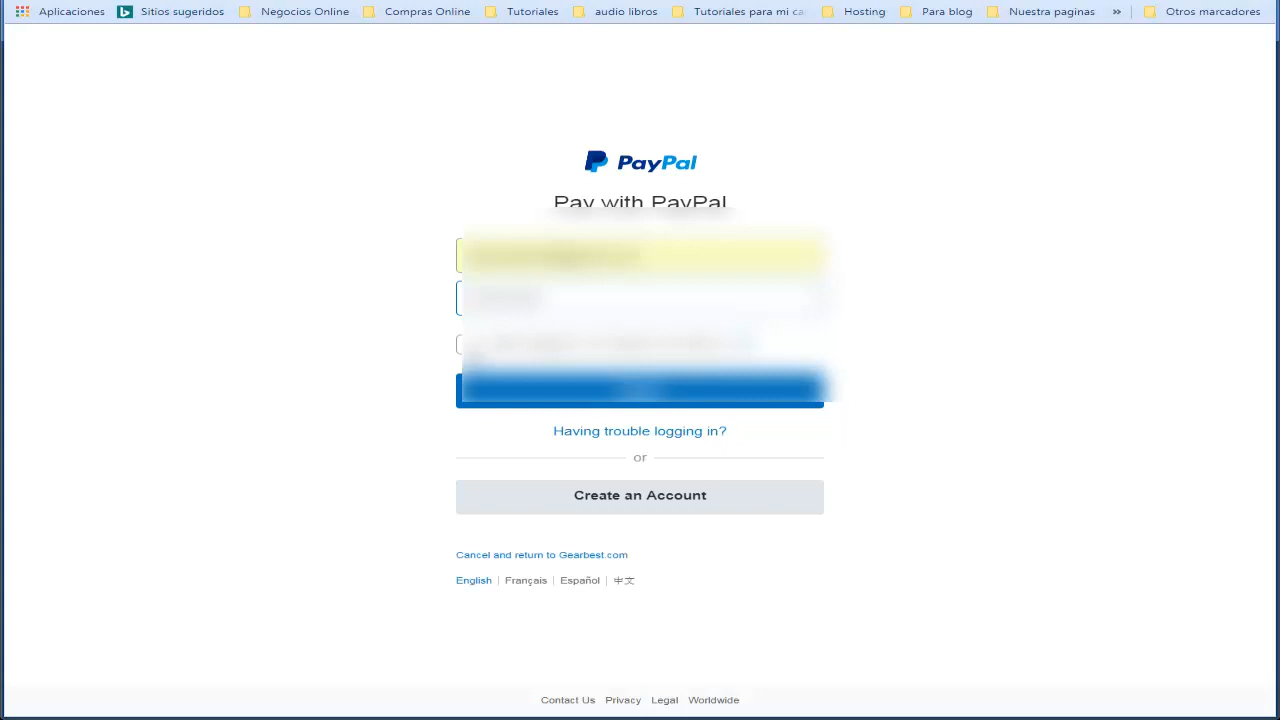 Aplicaciones Sitios sugeridos Negocios Online Compras Online Tutoriales audio libros Tutoriales para mi ca Hosting Para blog Nuestra paginas » Otros marcadores
PayPal
Pay with PayPal
Having trouble logging in?
or
Create an Account
Cancel and return to Gearbest.com
English | Français | Español | 中文
Contact Us Privacy Legal Worldwide